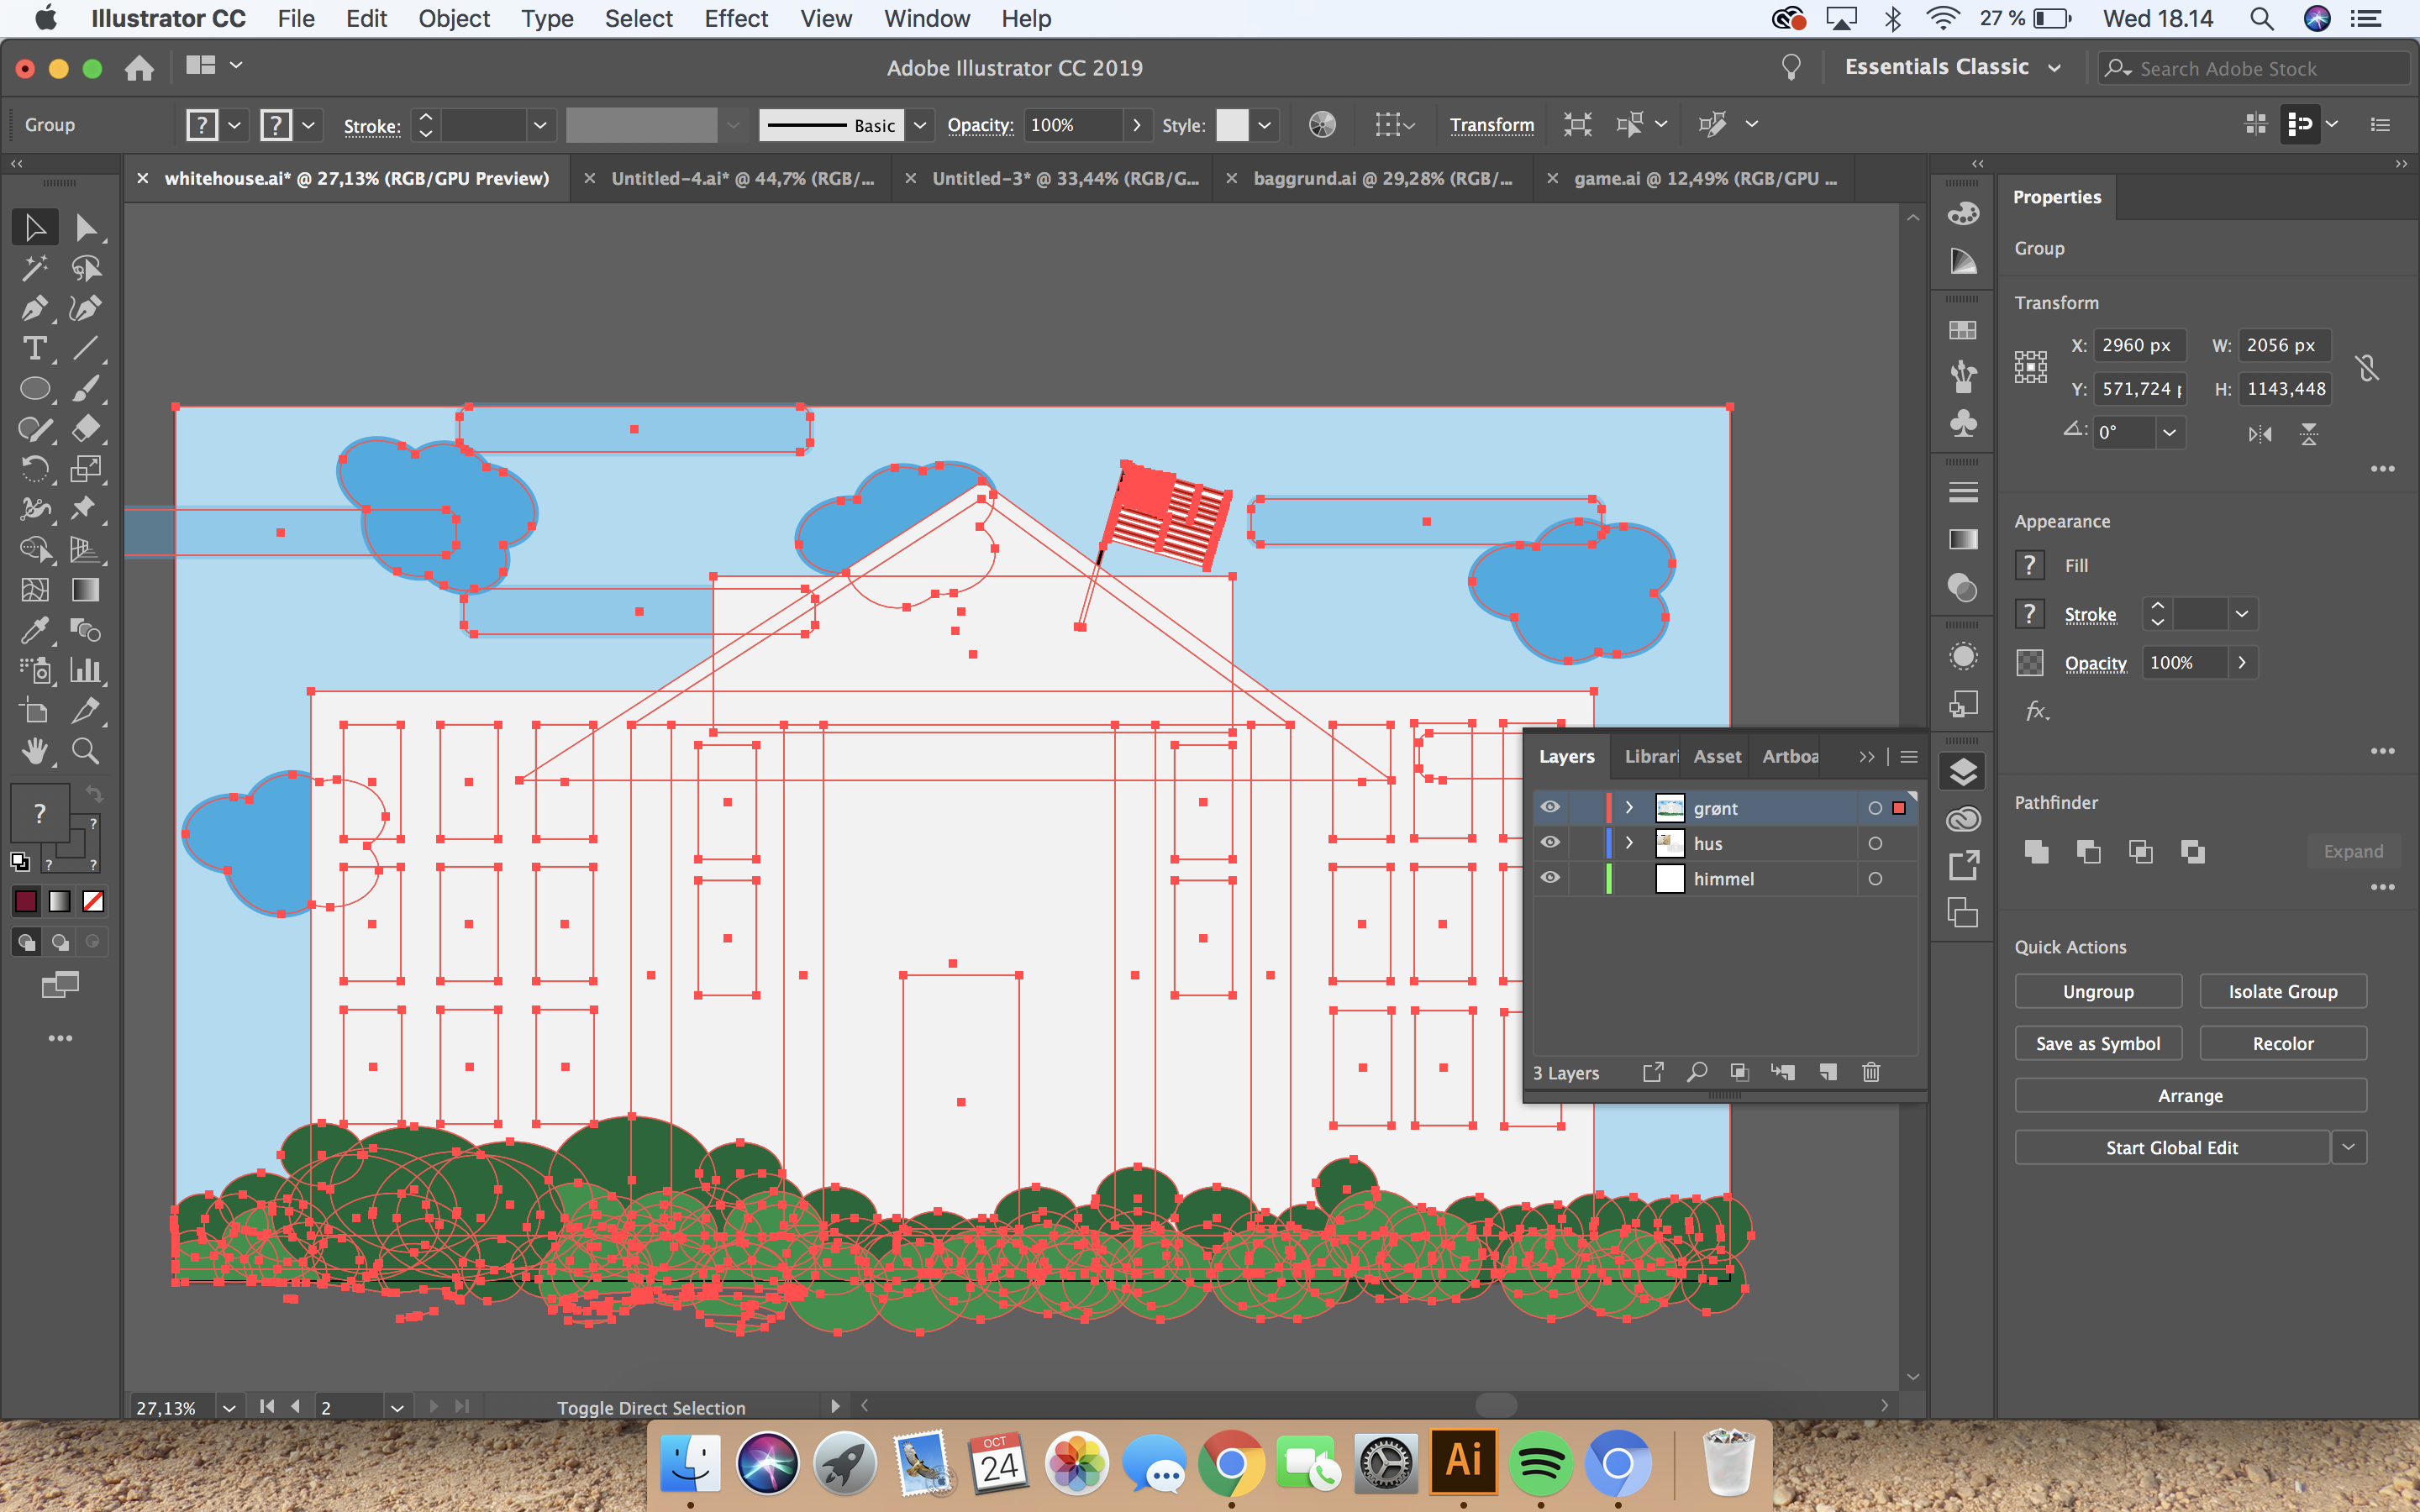 Illustrator CC File Edit Object Type Select Effect View Window Help 27 % Wed 18.14
Adobe Illustrator CC 2019 Essentials Classic Search Adobe Stock
Group ? ? Stroke: Basic Opacity: 100% Style: Transform
whitehouse.ai* @ 27,13% (RGB/GPU Preview) Untitled-4.ai* @ 44,7% (RGB/... Untitled-3* @ 33,44% (RGB/G... baggrund.ai @ 29,28% (RGB/... game.ai @ 12,49% (RGB/GPU ...
Properties
Group
Transform
X: 2960 px W: 2056 px
Y: 571,724 H: 1143,448
0°
Appearance
? Fill
? Stroke
Opacity 100%
fx.
Pathfinder
Expand
Quick Actions
Ungroup Isolate Group
Save as Symbol Recolor
Arrange
Start Global Edit
Layers Librari Asset Artboa
grønt
hus
himmel
3 Layers
?
?
? ?
27,13% 2 Toggle Direct Selection
OCT
24
Ai